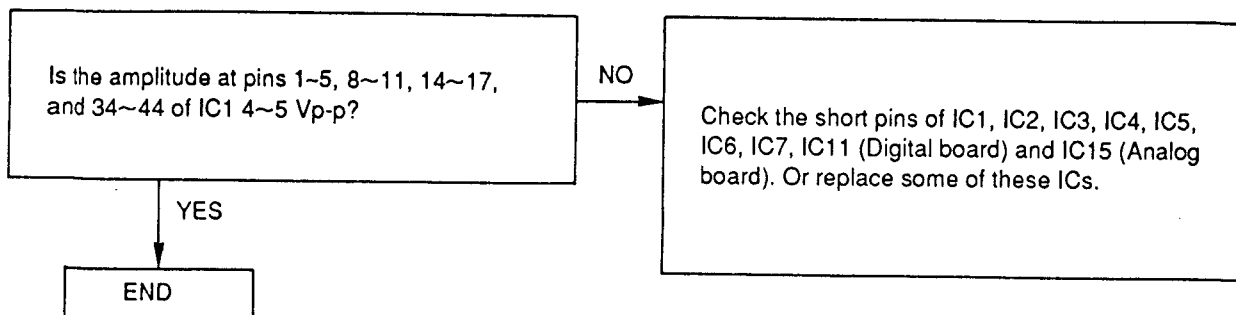 Is the amplitude at pins 1~5, 8~11, 14~17,
and 34~44 of IC1 4~5 Vp-p?
NO
Check the short pins of IC1, IC2, IC3, IC4, IC5,
IC6, IC7, IC11 (Digital board) and IC15 (Analog
board). Or replace some of these ICs.
YES
END